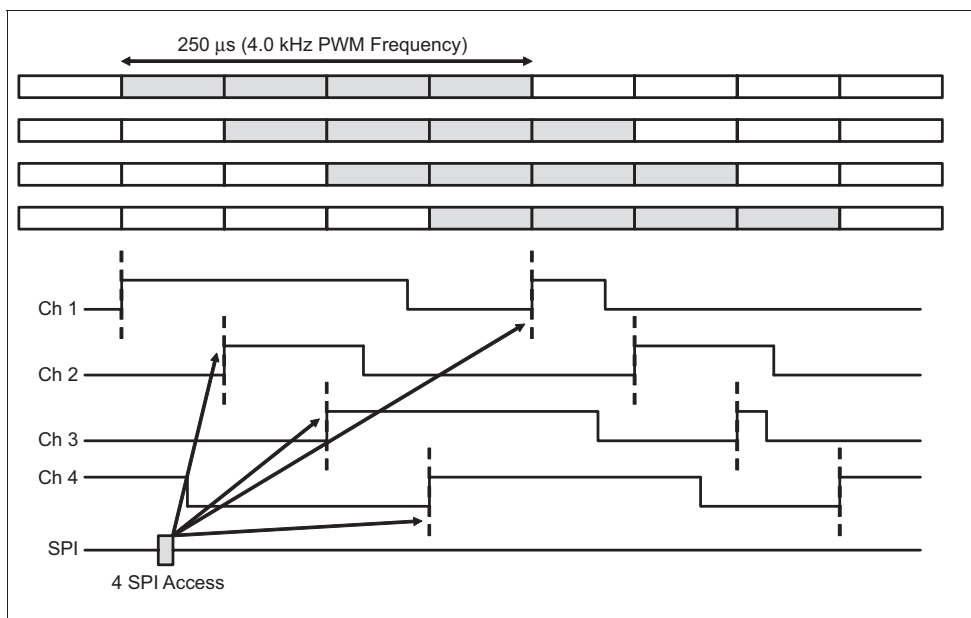 250 μs (4.0 kHz PWM Frequency)
Ch 1
Ch 2
Ch 3
Ch 4
SPI
4 SPI Access